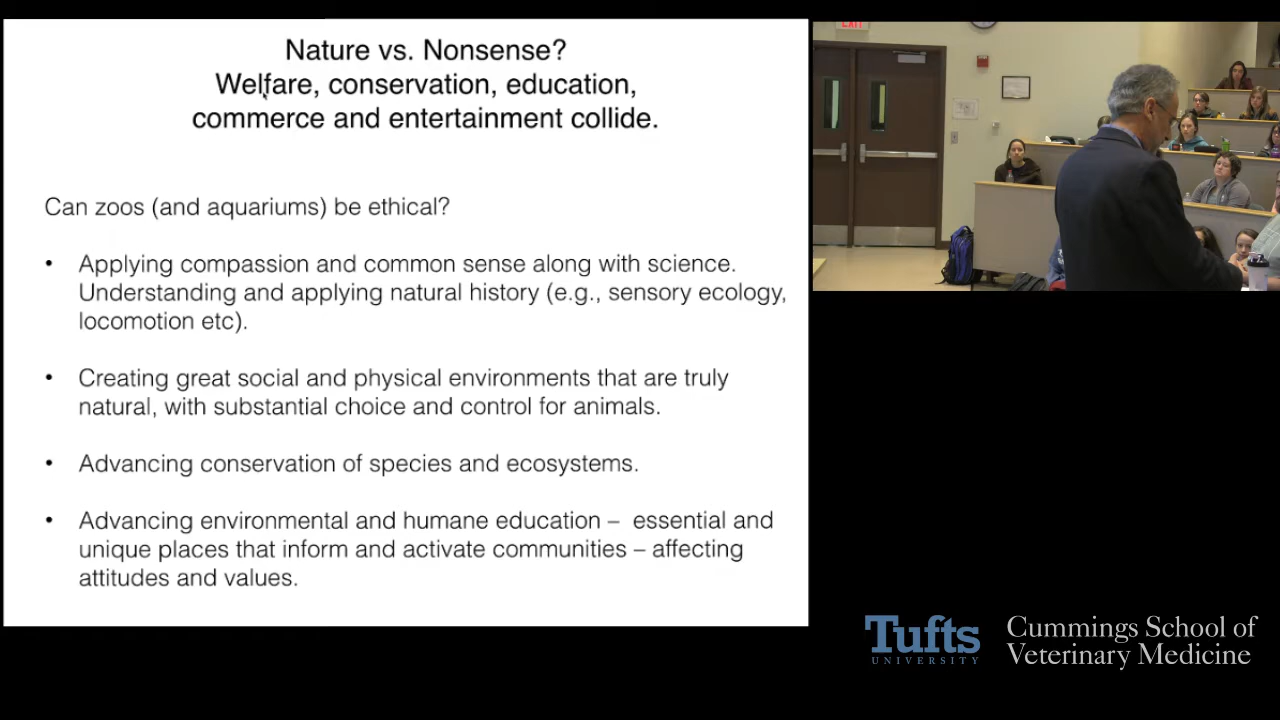 Nature vs. Nonsense?
Welfare, conservation, education,
commerce and entertainment collide.
Can zoos (and aquariums) be ethical?
• Applying compassion and common sense along with science.
Understanding and applying natural history (e.g., sensory ecology,
locomotion etc).
• Creating great social and physical environments that are truly
natural, with substantial choice and control for animals.
• Advancing conservation of species and ecosystems.
• Advancing environmental and humane education – essential and
unique places that inform and activate communities – affecting
attitudes and values.
EXIT
Tufts
UNIVERSITY
Cummings School of
Veterinary Medicine